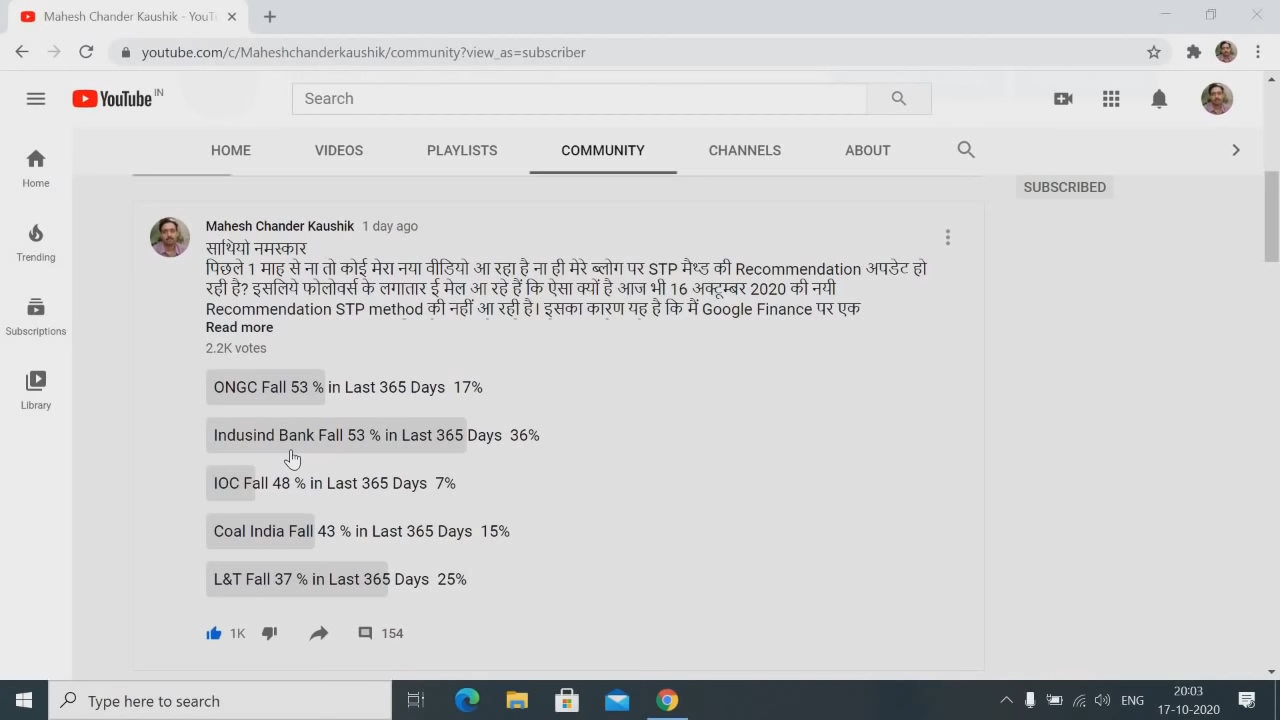 Mahesh Chander Kaushik - YouT
youtube.com/c/Maheshchanderkaushik/community?view_as=subscriber
YouTube IN
Search
HOME VIDEOS PLAYLISTS COMMUNITY CHANNELS ABOUT
Home
Trending
Subscriptions
Library
SUBSCRIBED
Mahesh Chander Kaushik 1 day ago
साथियो नमस्कार
पिछले 1 माह से ना तो कोई मेरा नया वीडियो आ रहा है ना ही मेरे ब्लोग पर STP मैथ्ड की Recommendation अपडेट हो
रही है? इसलिये फोलोवर्स के लगातार ई मेल आ रहे हैं कि ऐसा क्यों है आज भी 16 अक्टूम्बर 2020 की नयी
Recommendation STP method की नहीं आ रही है। इसका कारण यह है कि मैं Google Finance पर एक
Read more
2.2K votes
ONGC Fall 53 % in Last 365 Days 17%
Indusind Bank Fall 53 % in Last 365 Days 36%
IOC Fall 48 % in Last 365 Days 7%
Coal India Fall 43 % in Last 365 Days 15%
L&T Fall 37 % in Last 365 Days 25%
1K 154
Type here to search
ENG
20:03
17-10-2020